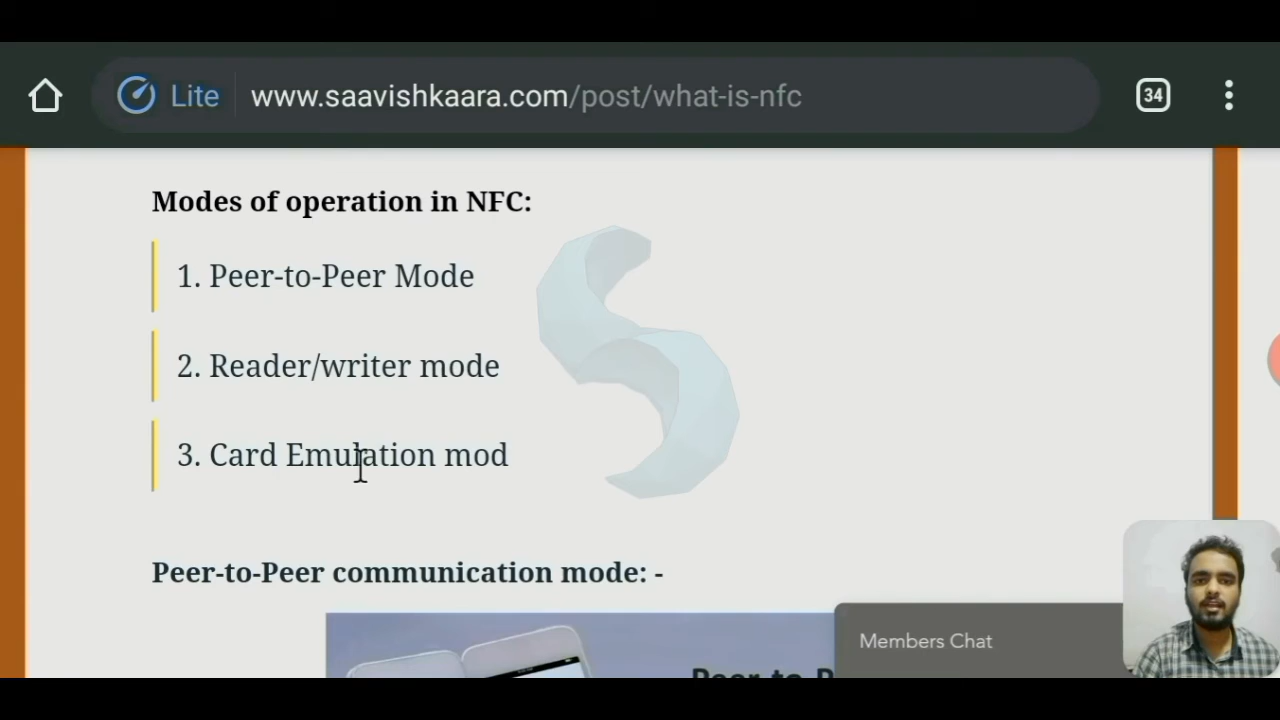 Lite www.saavishkaara.com/post/what-is-nfc 34
Modes of operation in NFC:
1. Peer-to-Peer Mode
2. Reader/writer mode
3. Card Emulation mod
Peer-to-Peer communication mode: -
Members Chat